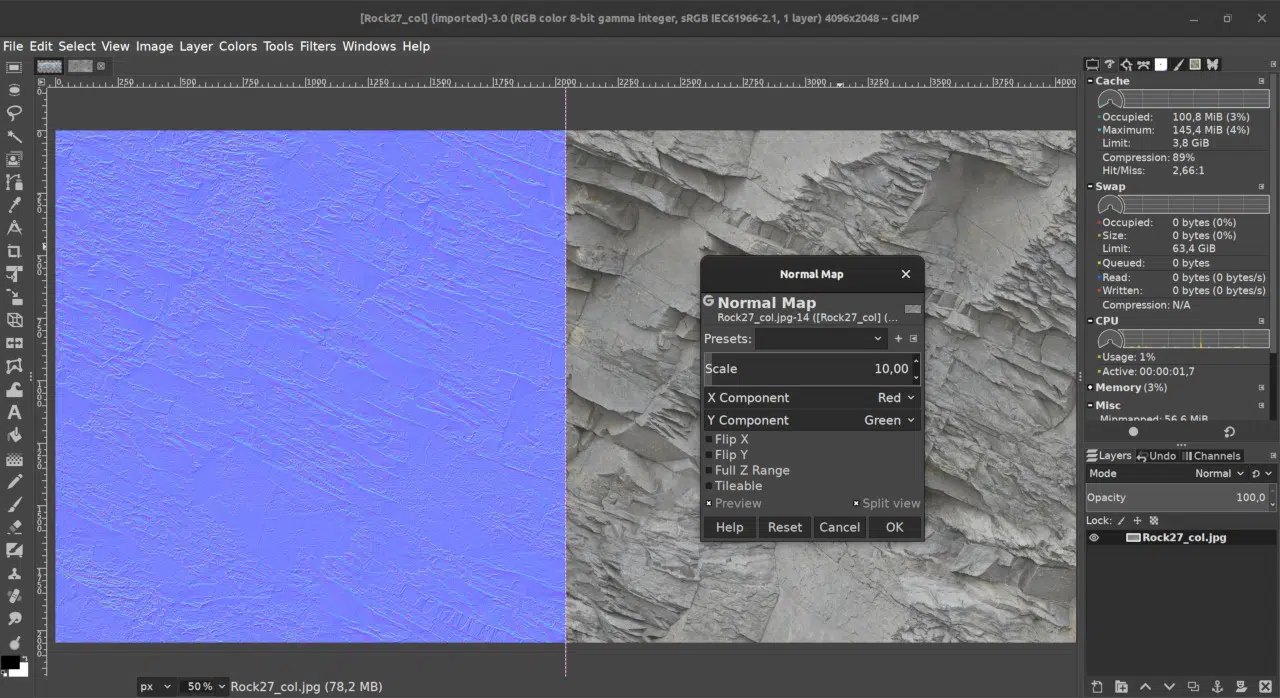 [Rock27_col] (imported)-3.0 (RGB color 8-bit gamma integer, sRGB IEC61966-2.1, 1 layer) 4096x2048 – GIMP
File Edit Select View Image Layer Colors Tools Filters Windows Help
0 250 500 750 1000 1250 1500 1750 2000 2250 2500 2750 3000 3250 3500 3750 4000
Cache
Occupied: 100,8 MiB (3%)
Maximum: 145,4 MiB (4%)
Limit: 3,8 GiB
Compression: 89%
Hit/Miss: 2,66:1
Swap
Occupied: 0 bytes (0%)
Size: 0 bytes (0%)
Limit: 63,4 GiB
Queued: 0 bytes
Read: 0 bytes (0 bytes/s)
Written: 0 bytes (0 bytes/s)
Compression: N/A
CPU
Usage: 1%
Active: 00:00:01,7
Memory (3%)
Misc
Mipmapped: 56,6 MiB
Normal Map
G Normal Map
Rock27_col.jpg-14 ([Rock27_col] (...
Presets:
Scale 10,00
X Component Red
Y Component Green
Flip X
Flip Y
Full Z Range
Tileable
Preview Split view
Help Reset Cancel OK
Layers Undo Channels
Mode Normal
Opacity 100,0
Lock:
Rock27_col.jpg
px 50 % Rock27_col.jpg (78,2 MB)